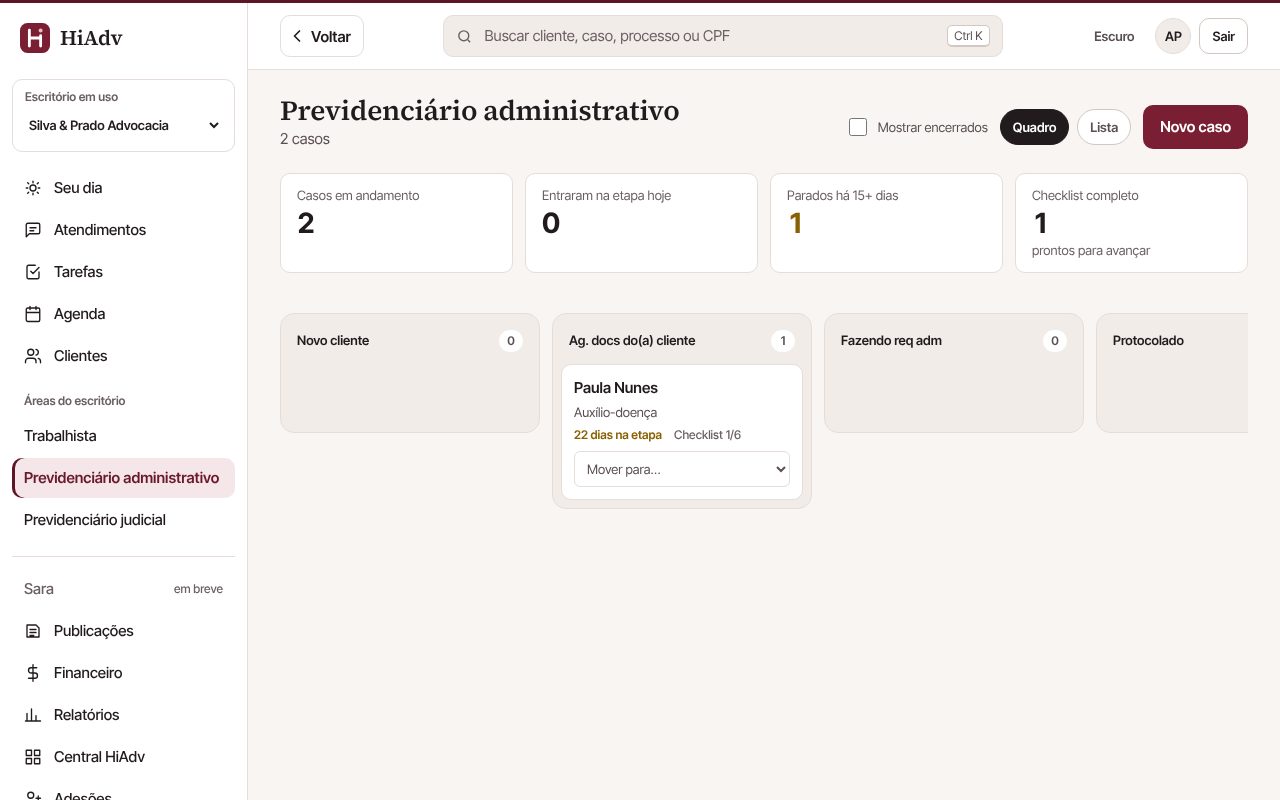 HiAdv
Escritório em uso
Silva & Prado Advocacia
Seu dia
Atendimentos
Tarefas
Agenda
Clientes
Áreas do escritório
Trabalhista
Previdenciário administrativo
Previdenciário judicial
Sara em breve
Publicações
Financeiro
Relatórios
Central HiAdv
Adesões
Voltar
Buscar cliente, caso, processo ou CPF
Ctrl K
Escuro
AP
Sair
Previdenciário administrativo
2 casos
Mostrar encerrados
Quadro
Lista
Novo caso
Casos em andamento
2
Entraram na etapa hoje
0
Parados há 15+ dias
1
Checklist completo
1
prontos para avançar
Novo cliente 0
Ag. docs do(a) cliente 1
Paula Nunes
Auxílio-doença
22 dias na etapa Checklist 1/6
Mover para...
Fazendo req adm 0
Protocolado